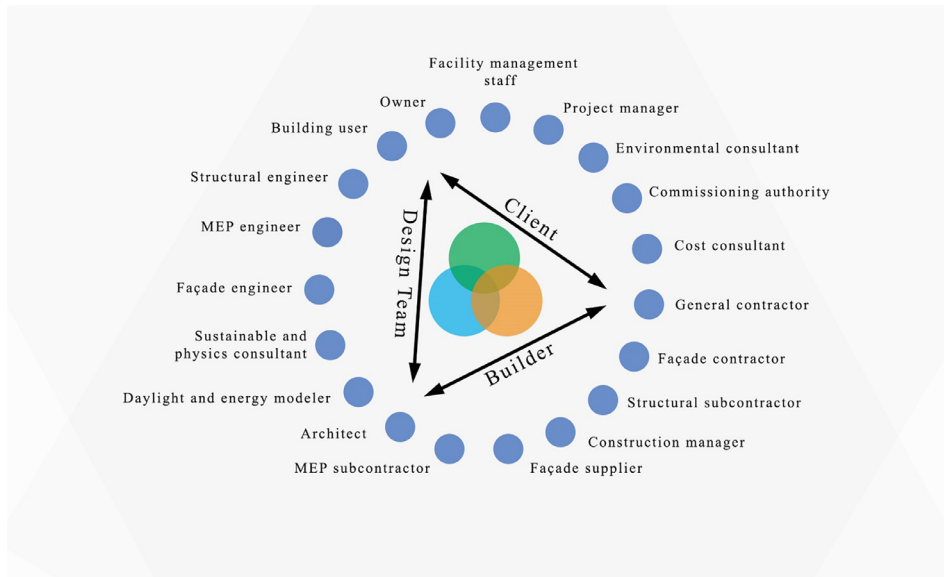 Facility management
staff
Owner
Project manager
Building user
Environmental consultant
Structural engineer
Commissioning authority
Client
Design Team
MEP engineer
Cost consultant
Façade engineer
General contractor
Sustainable and
physics consultant
Façade contractor
Builder
Daylight and energy modeler
Structural subcontractor
Architect
Construction manager
MEP subcontractor
Façade supplier